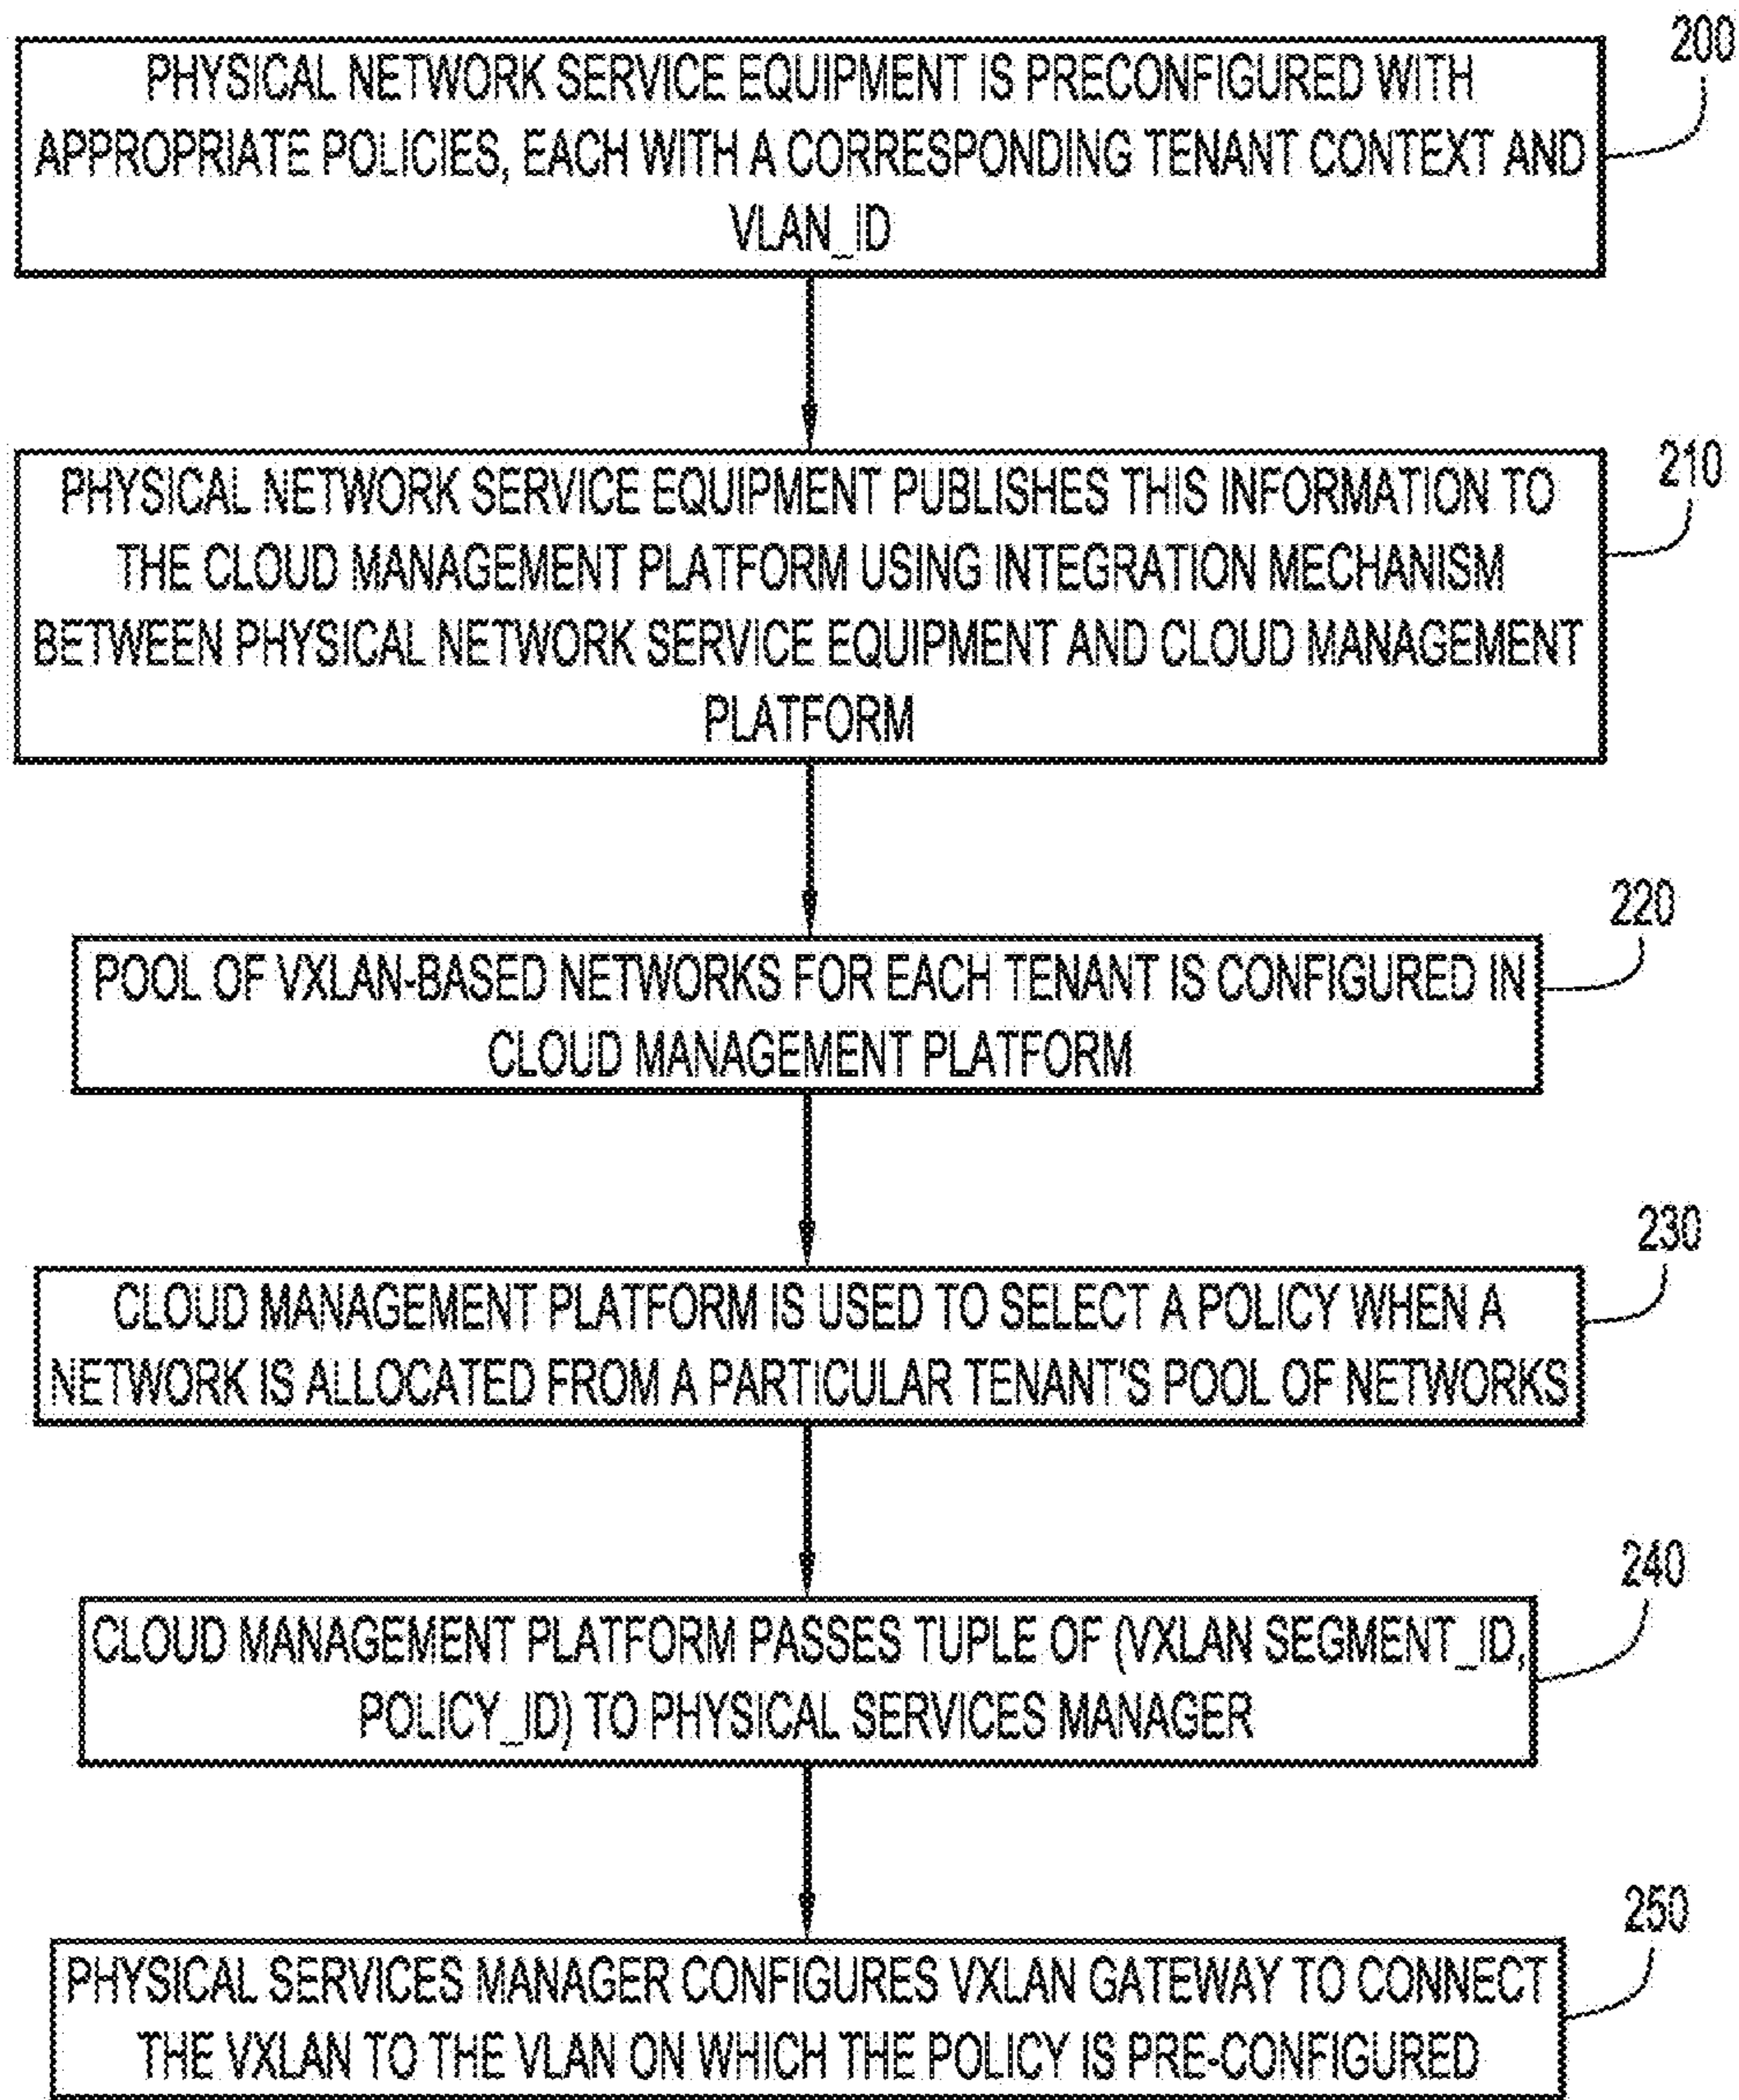 200
PHYSICAL NETWORK SERVICE EQUIPMENT IS PRECONFIGURED WITH
APPROPRIATE POLICIES, EACH WITH A CORRESPONDING TENANT CONTEXT AND
VLAN_ID
210
PHYSICAL NETWORK SERVICE EQUIPMENT PUBLISHES THIS INFORMATION TO
THE CLOUD MANAGEMENT PLATFORM USING INTEGRATION MECHANISM
BETWEEN PHYSICAL NETWORK SERVICE EQUIPMENT AND CLOUD MANAGEMENT
PLATFORM
220
POOL OF VXLAN-BASED NETWORKS FOR EACH TENANT IS CONFIGURED IN
CLOUD MANAGEMENT PLATFORM
230
CLOUD MANAGEMENT PLATFORM IS USED TO SELECT A POLICY WHEN A
NETWORK IS ALLOCATED FROM A PARTICULAR TENANT'S POOL OF NETWORKS
240
CLOUD MANAGEMENT PLATFORM PASSES TUPLE OF (VXLAN SEGMENT_ID,
POLICY_ID) TO PHYSICAL SERVICES MANAGER
250
PHYSICAL SERVICES MANAGER CONFIGURES VXLAN GATEWAY TO CONNECT
THE VXLAN TO THE VLAN ON WHICH THE POLICY IS PRE-CONFIGURED